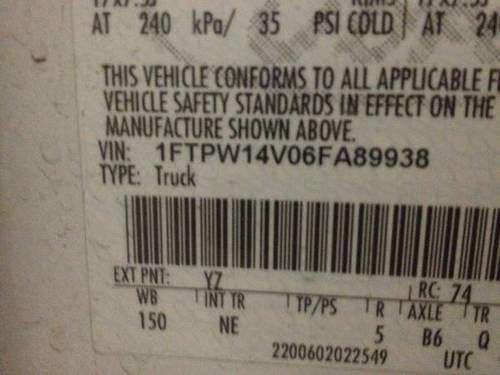 AT 240 kPa/ 35 PSI COLD AT 24
THIS VEHICLE CONFORMS TO ALL APPLICABLE F
VEHICLE SAFETY STANDARDS IN EFFECT ON THE
MANUFACTURE SHOWN ABOVE.
VIN: 1FTPW14V06FA89938
TYPE: Truck
EXT PNT: YZ RC: 74
WB INT TR TP/PS R AXLE TR
150 NE 5 B6 Q
2200602022549 UTC